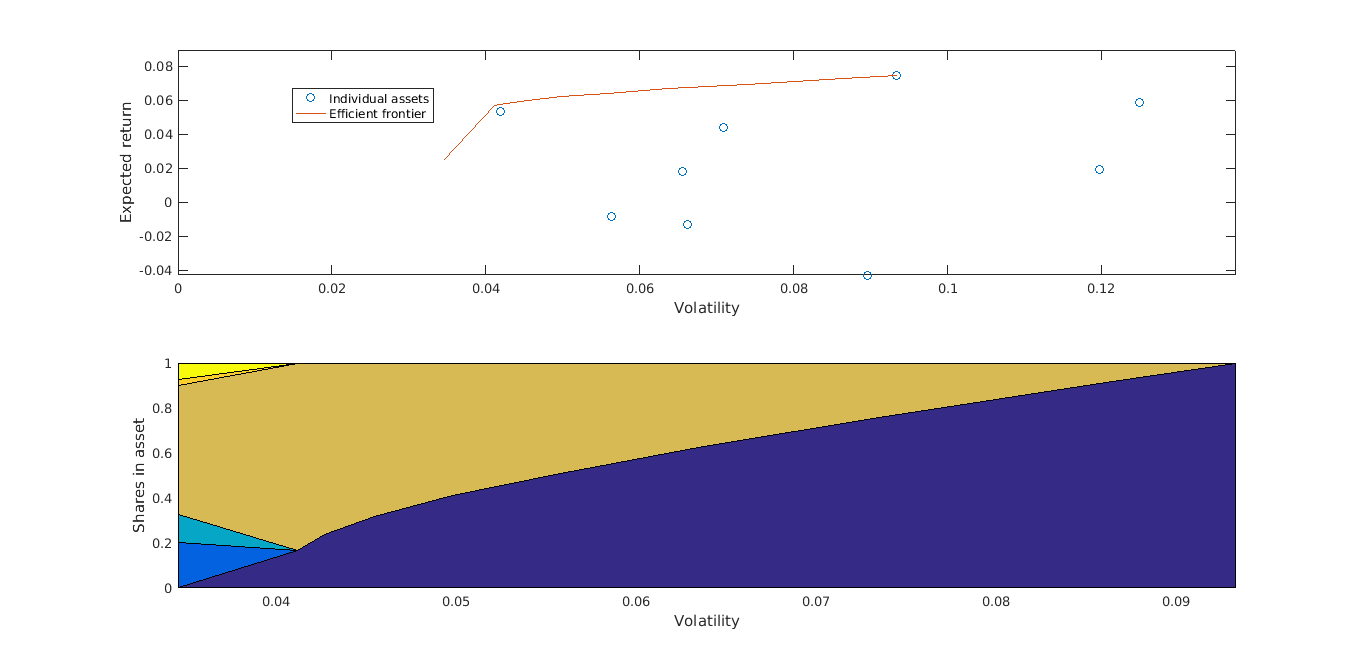 0.08
0.06
0.04
0.02
0
-0.02
-0.04
Expected return
Individual assets
Efficient frontier
0 0.02 0.04 0.06 0.08 0.1 0.12
Volatility
1
0.8
0.6
0.4
0.2
0
Shares in asset
0.04 0.05 0.06 0.07 0.08 0.09
Volatility